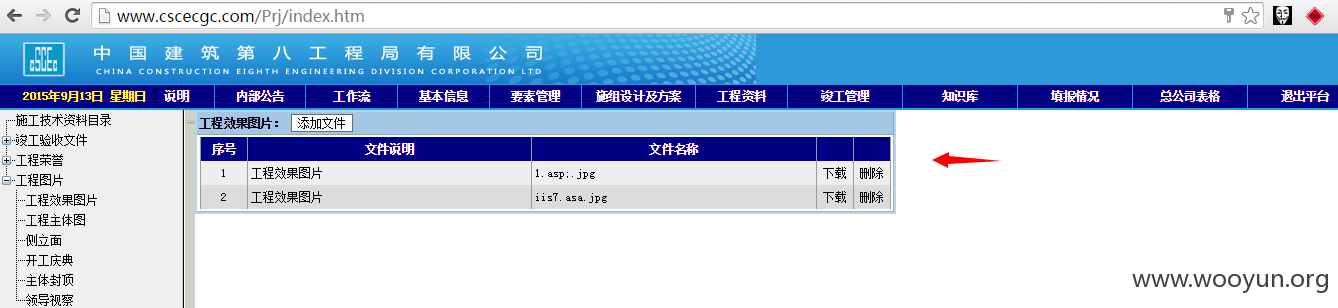 www.cscecgc.com/Prj/index.htm
中国建筑第八工程局有限公司
CHINA CONSTRUCTION EIGHTH ENGINEERING DIVISION CORPORATION LTD
2015年9月13日 星期日 说明 内部公告 工作流 基本信息 要素管理 施组设计及方案 工程资料 竣工管理 知识库 填报情况 总公司表格 退出平台
施工技术资料目录
竣工验收文件
工程荣誉
工程图片
工程效果图片
工程主体图
侧立面
开工庆典
主体封顶
领导视察
工程效果图片： 添加文件
序号 文件说明 文件名称
1 工程效果图片 1.asp;.jpg 下载 删除
2 工程效果图片 iis7.asa.jpg 下载 删除
www.wooyun.org